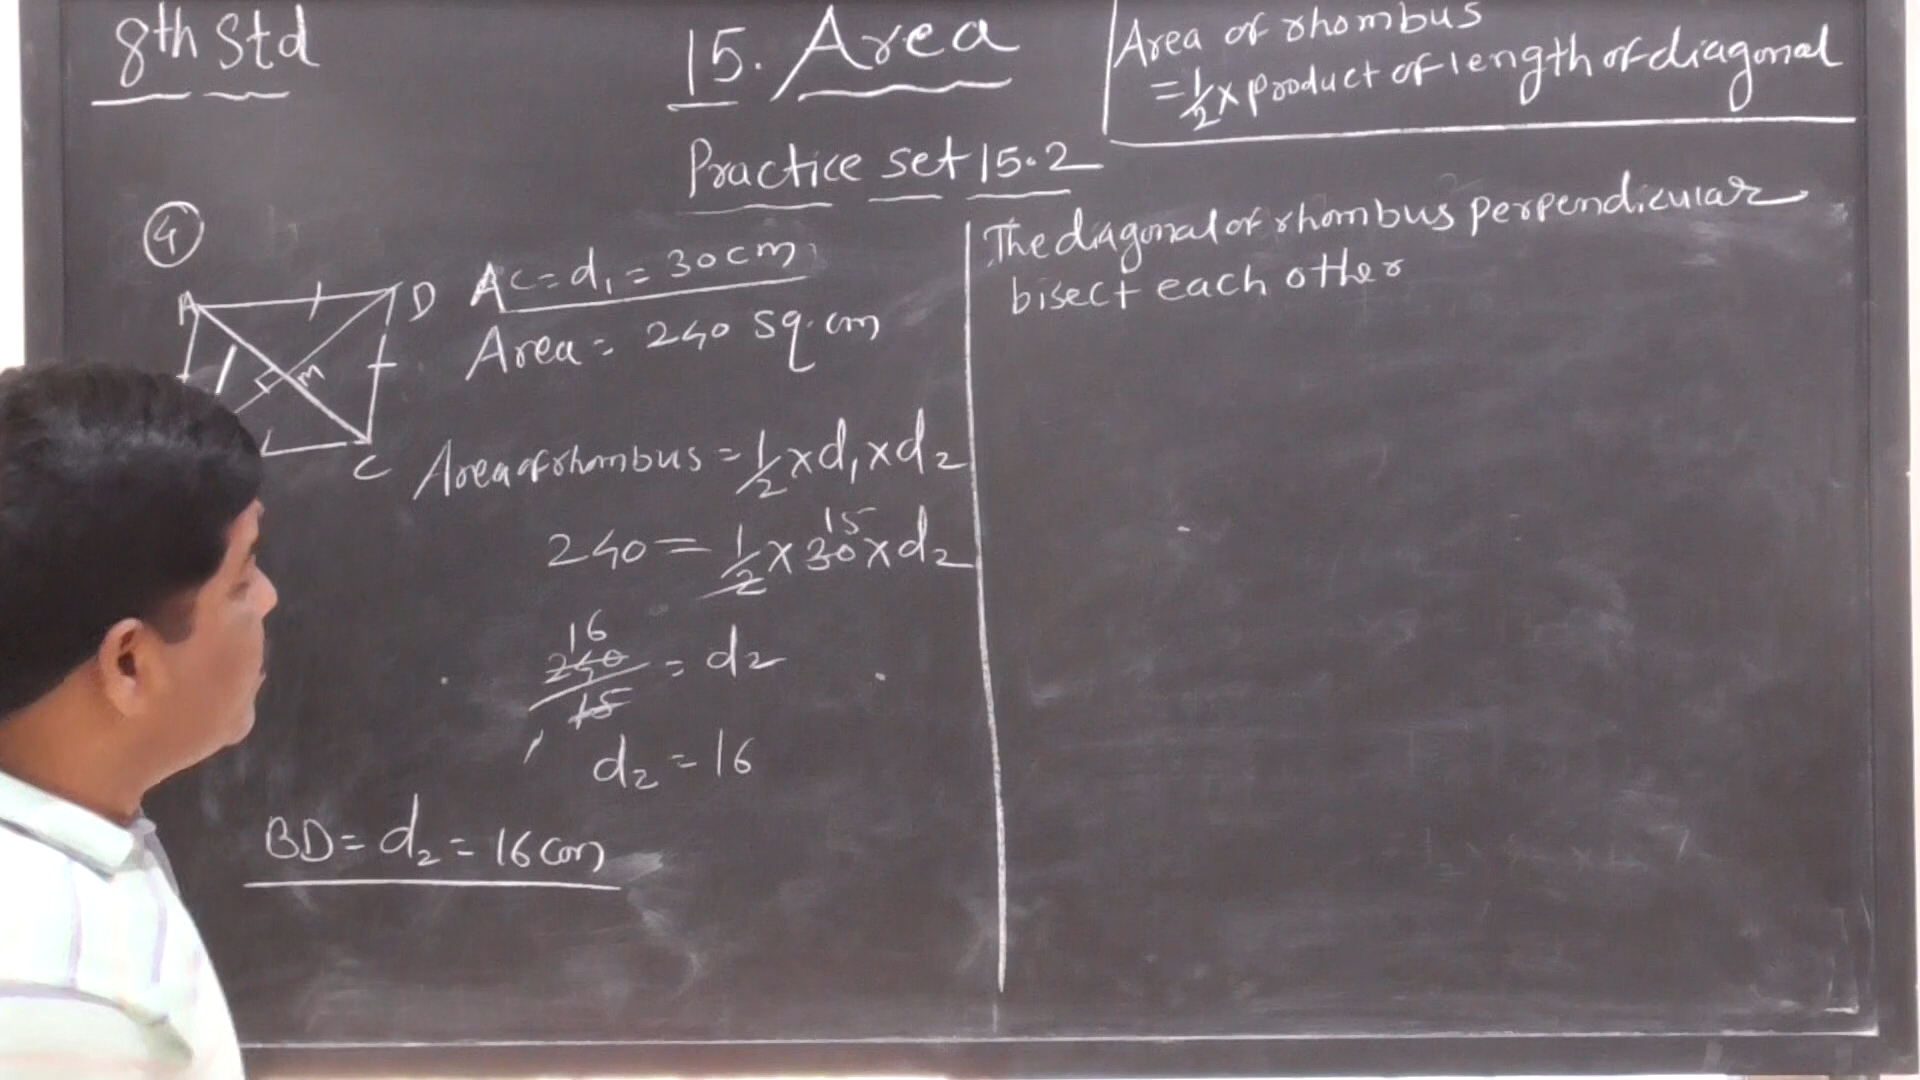 8th Std
15. Area
Area of rhombus
= 1/2 x product of length of diagonal
Practice set 15.2
4
A
D
M
C
AC = d₁ = 30cm
Area = 240 sq.cm
Area of rhombus = 1/2 x d₁ x d₂
15
240 = 1/2 x 30 x d₂
16
240/15 = d₂
1
d₂ = 16
BD = d₂ = 16cm
The diagonal of rhombus perpendicular
bisect each other